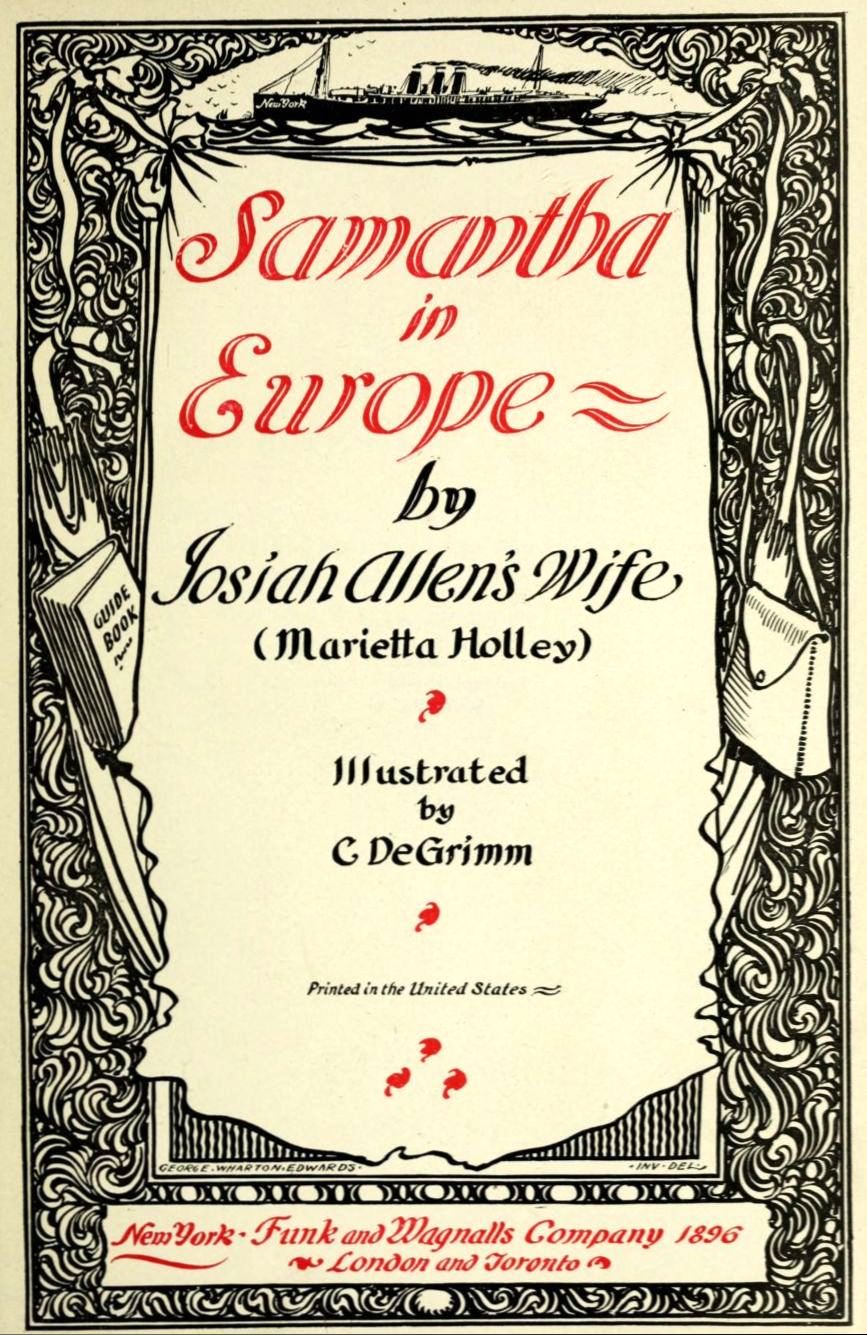 New York
Samantha
in
Europe
by
Josiah Allen's Wife
(Marietta Holley)
Illustrated
by
C DeGrimm
GUIDE
BOOK
Printed in the United States
GEORGE·WHARTON·EDWARDS· ·INV·DEL·
New York· Funk and Wagnalls Company 1896
London and Toronto